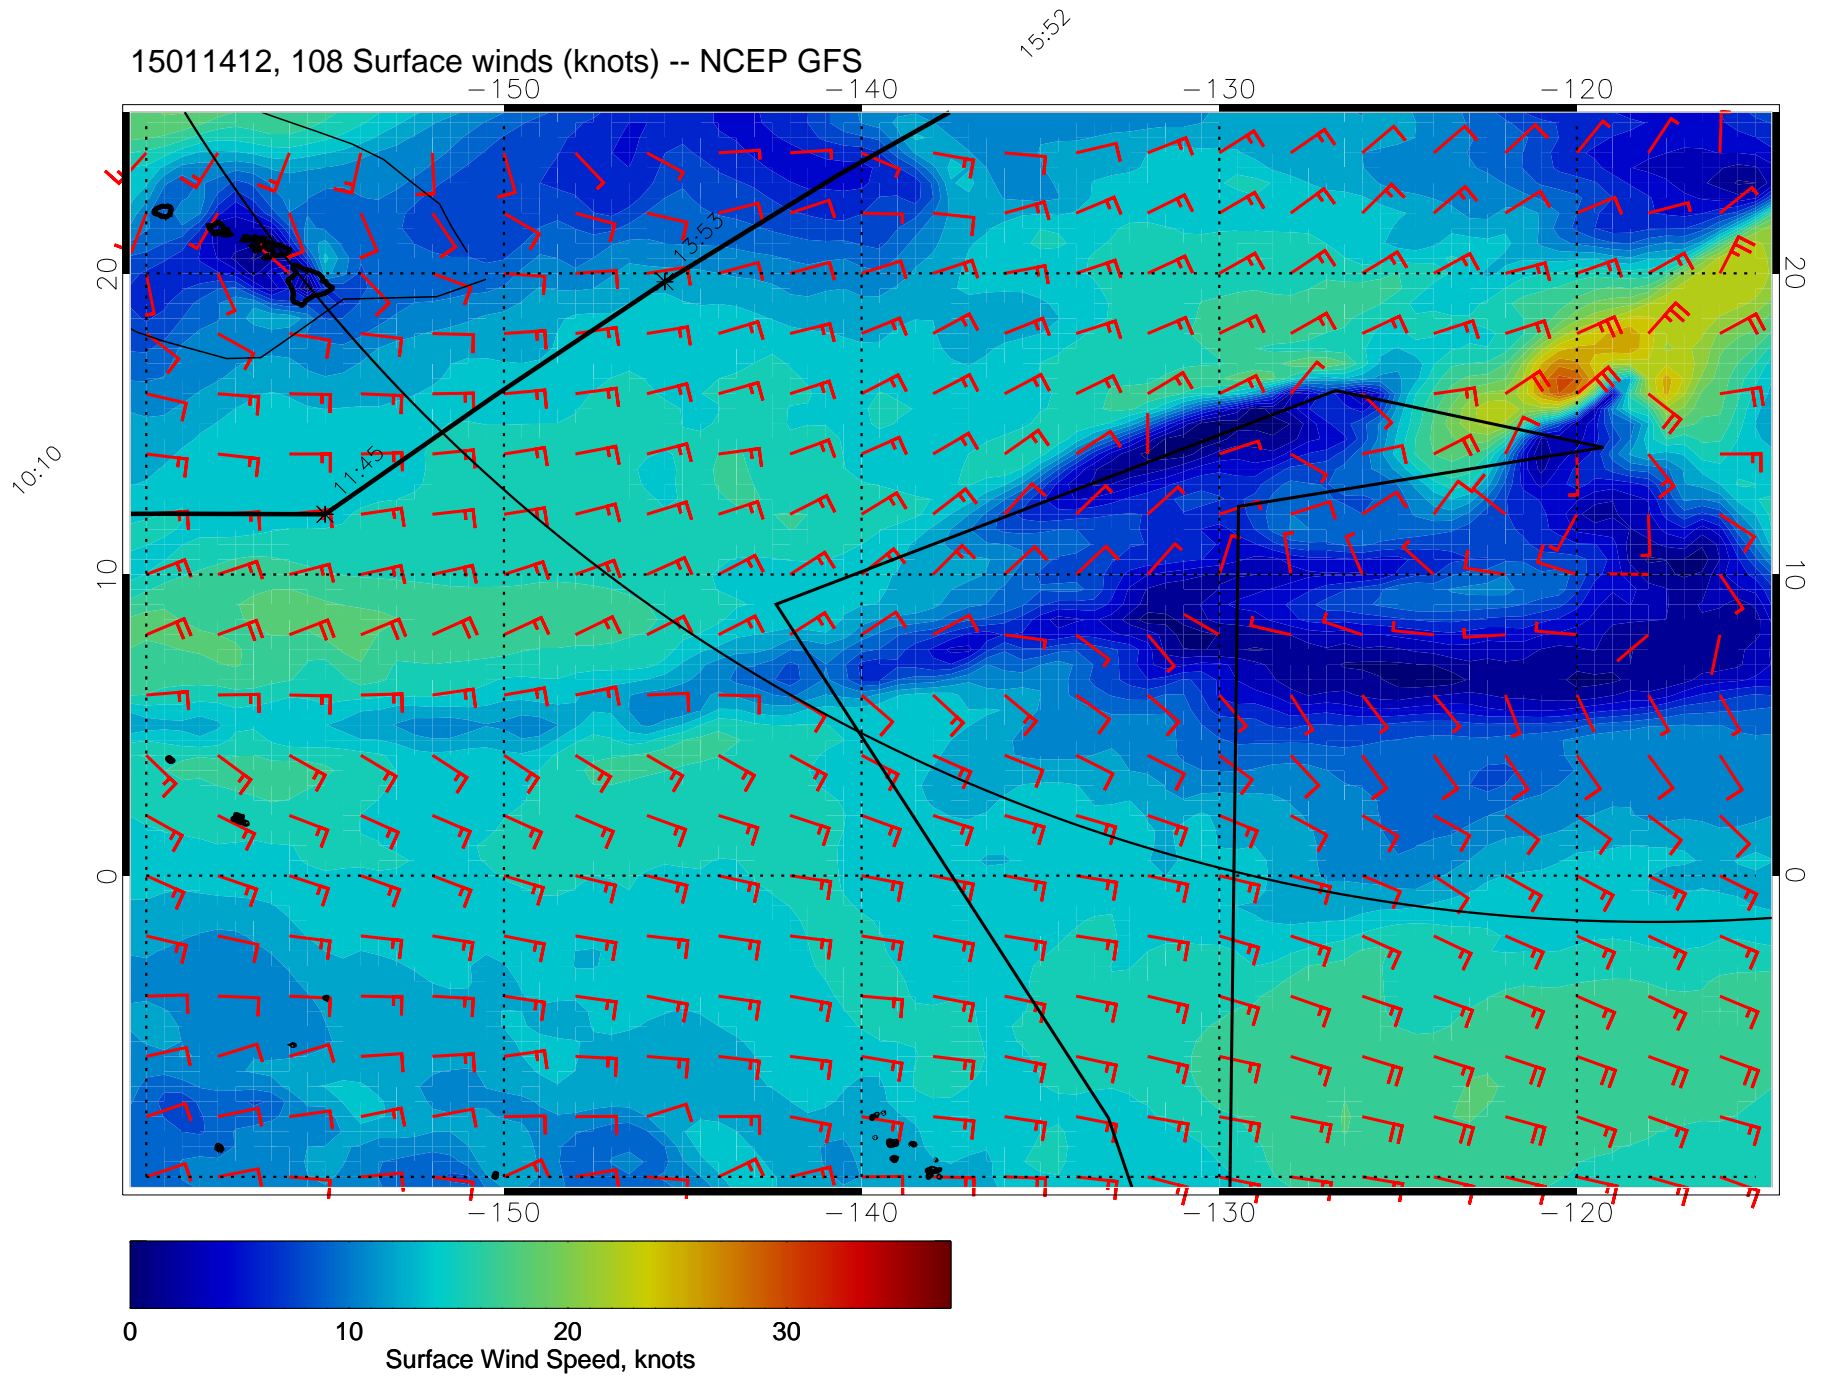 15:52
15011412, 108 Surface winds (knots) -- NCEP GFS
-150 -140 -130 -120
13:53
20 20
11:45
10:10
10 10
0 0
-150 -140 -130 -120
0 10 20 30
Surface Wind Speed, knots